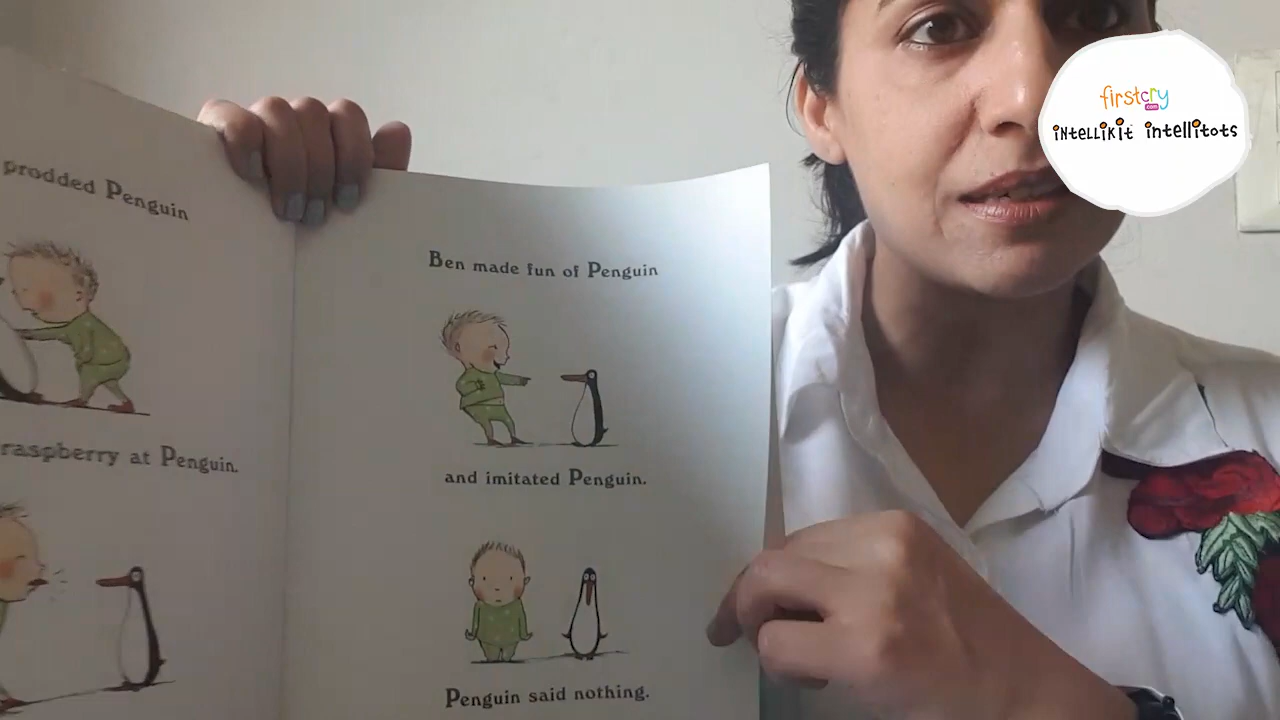 prodded Penguin
raspberry at Penguin.
Ben made fun of Penguin
and imitated Penguin.
Penguin said nothing.
firstcry
.com
intellikit intellitots